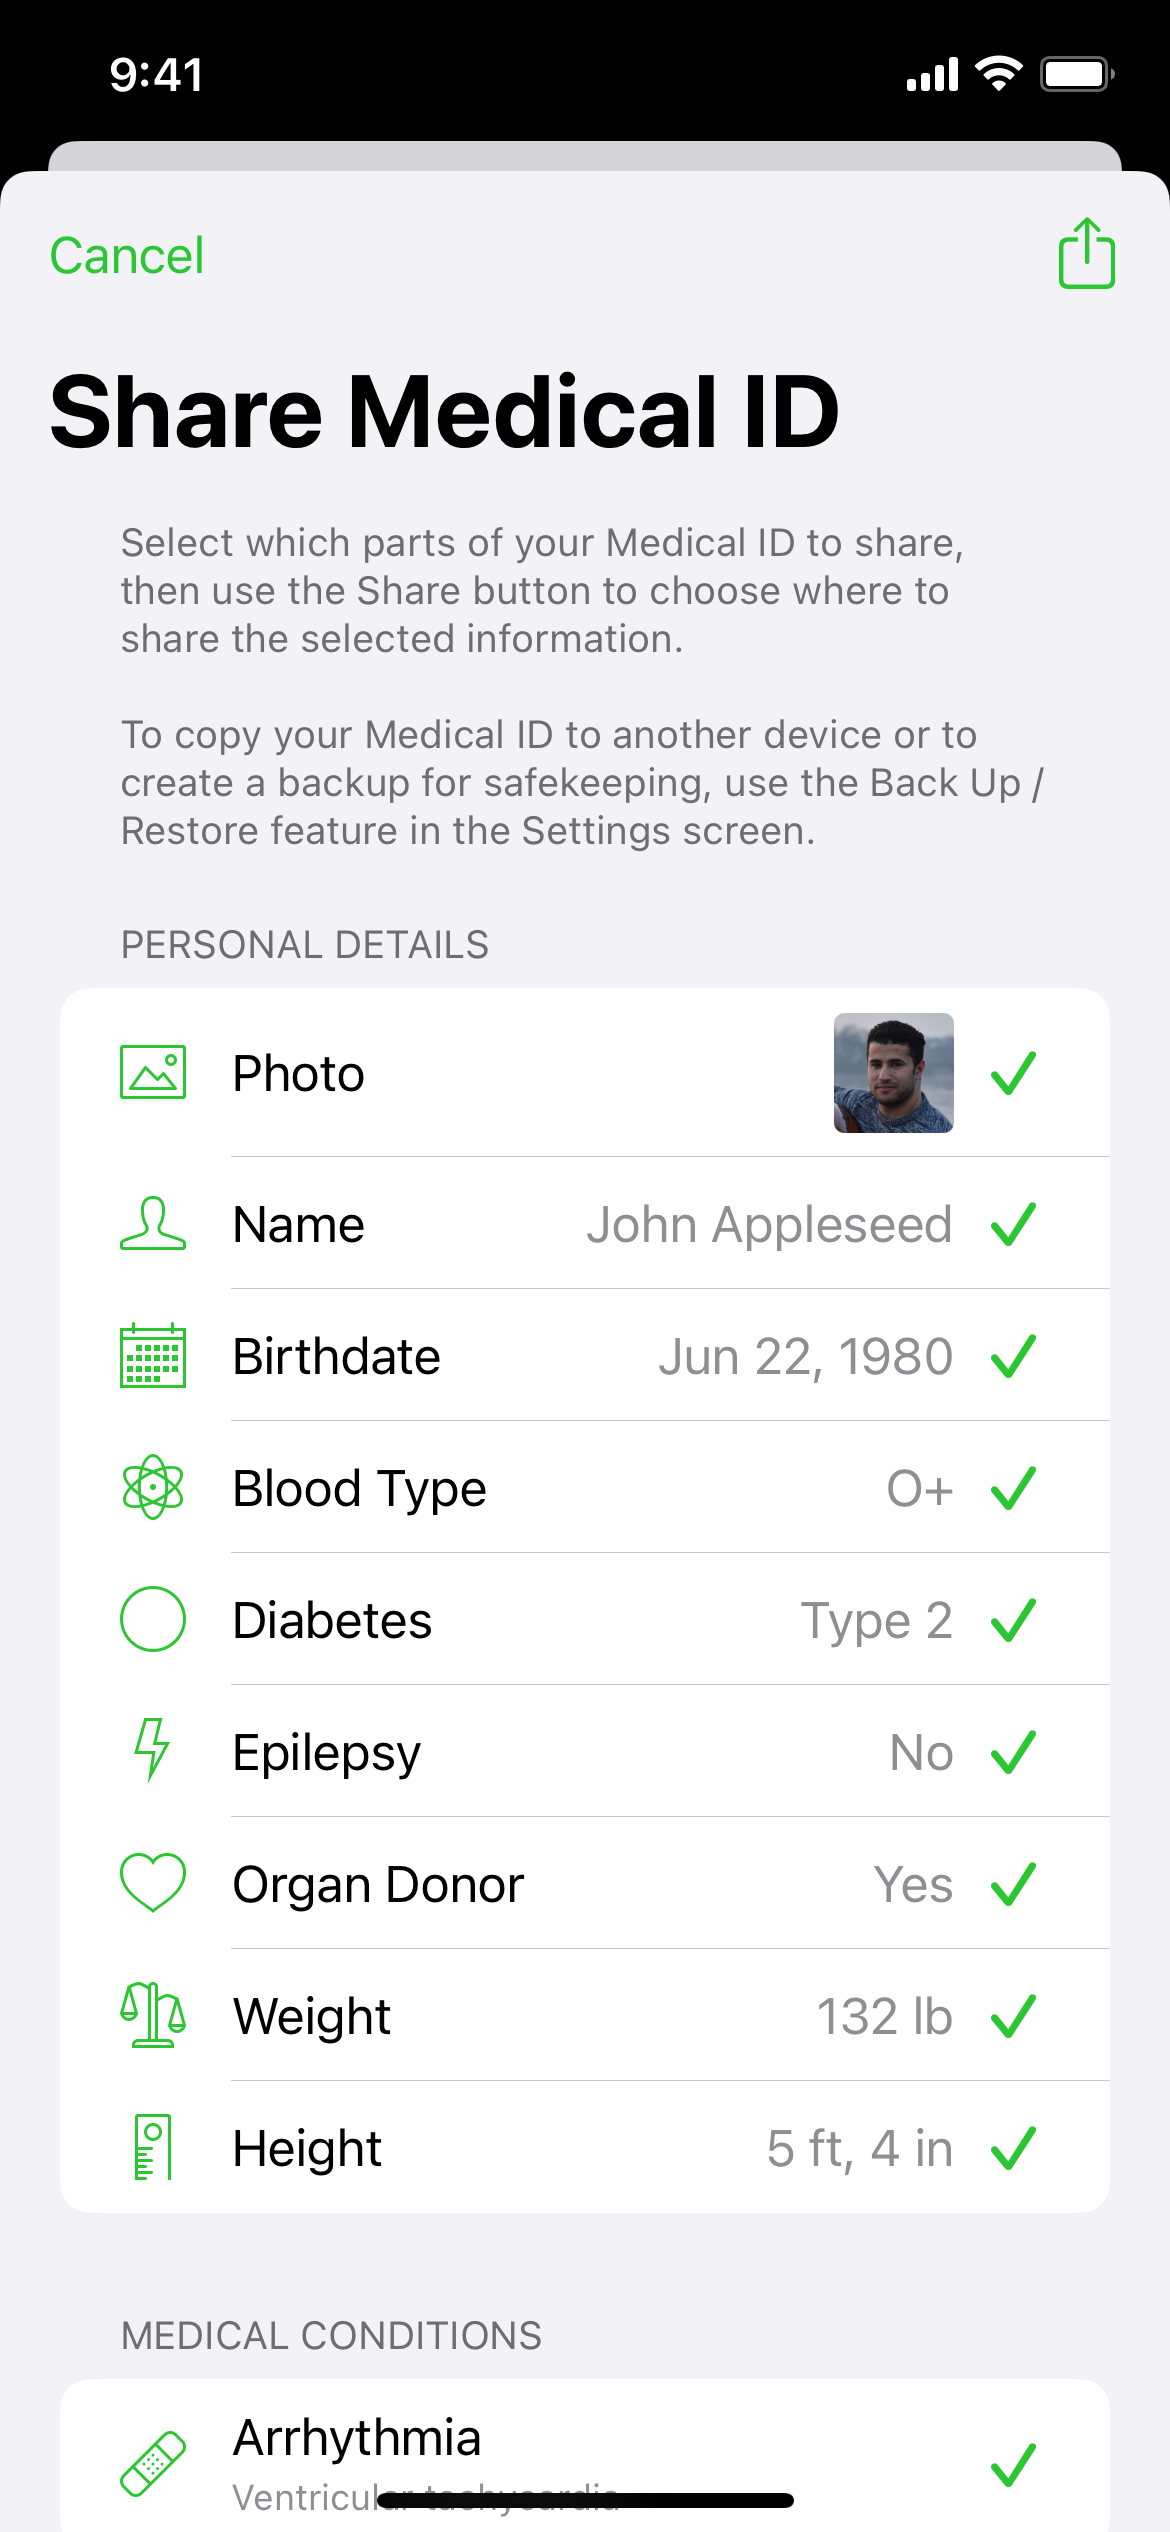 9:41
Cancel
Share Medical ID
Select which parts of your Medical ID to share,
then use the Share button to choose where to
share the selected information.
To copy your Medical ID to another device or to
create a backup for safekeeping, use the Back Up /
Restore feature in the Settings screen.
PERSONAL DETAILS
Photo
Name John Appleseed
Birthdate Jun 22, 1980
Blood Type O+
Diabetes Type 2
Epilepsy No
Organ Donor Yes
Weight 132 lb
Height 5 ft, 4 in
MEDICAL CONDITIONS
Arrhythmia
Ventricular tachycardia